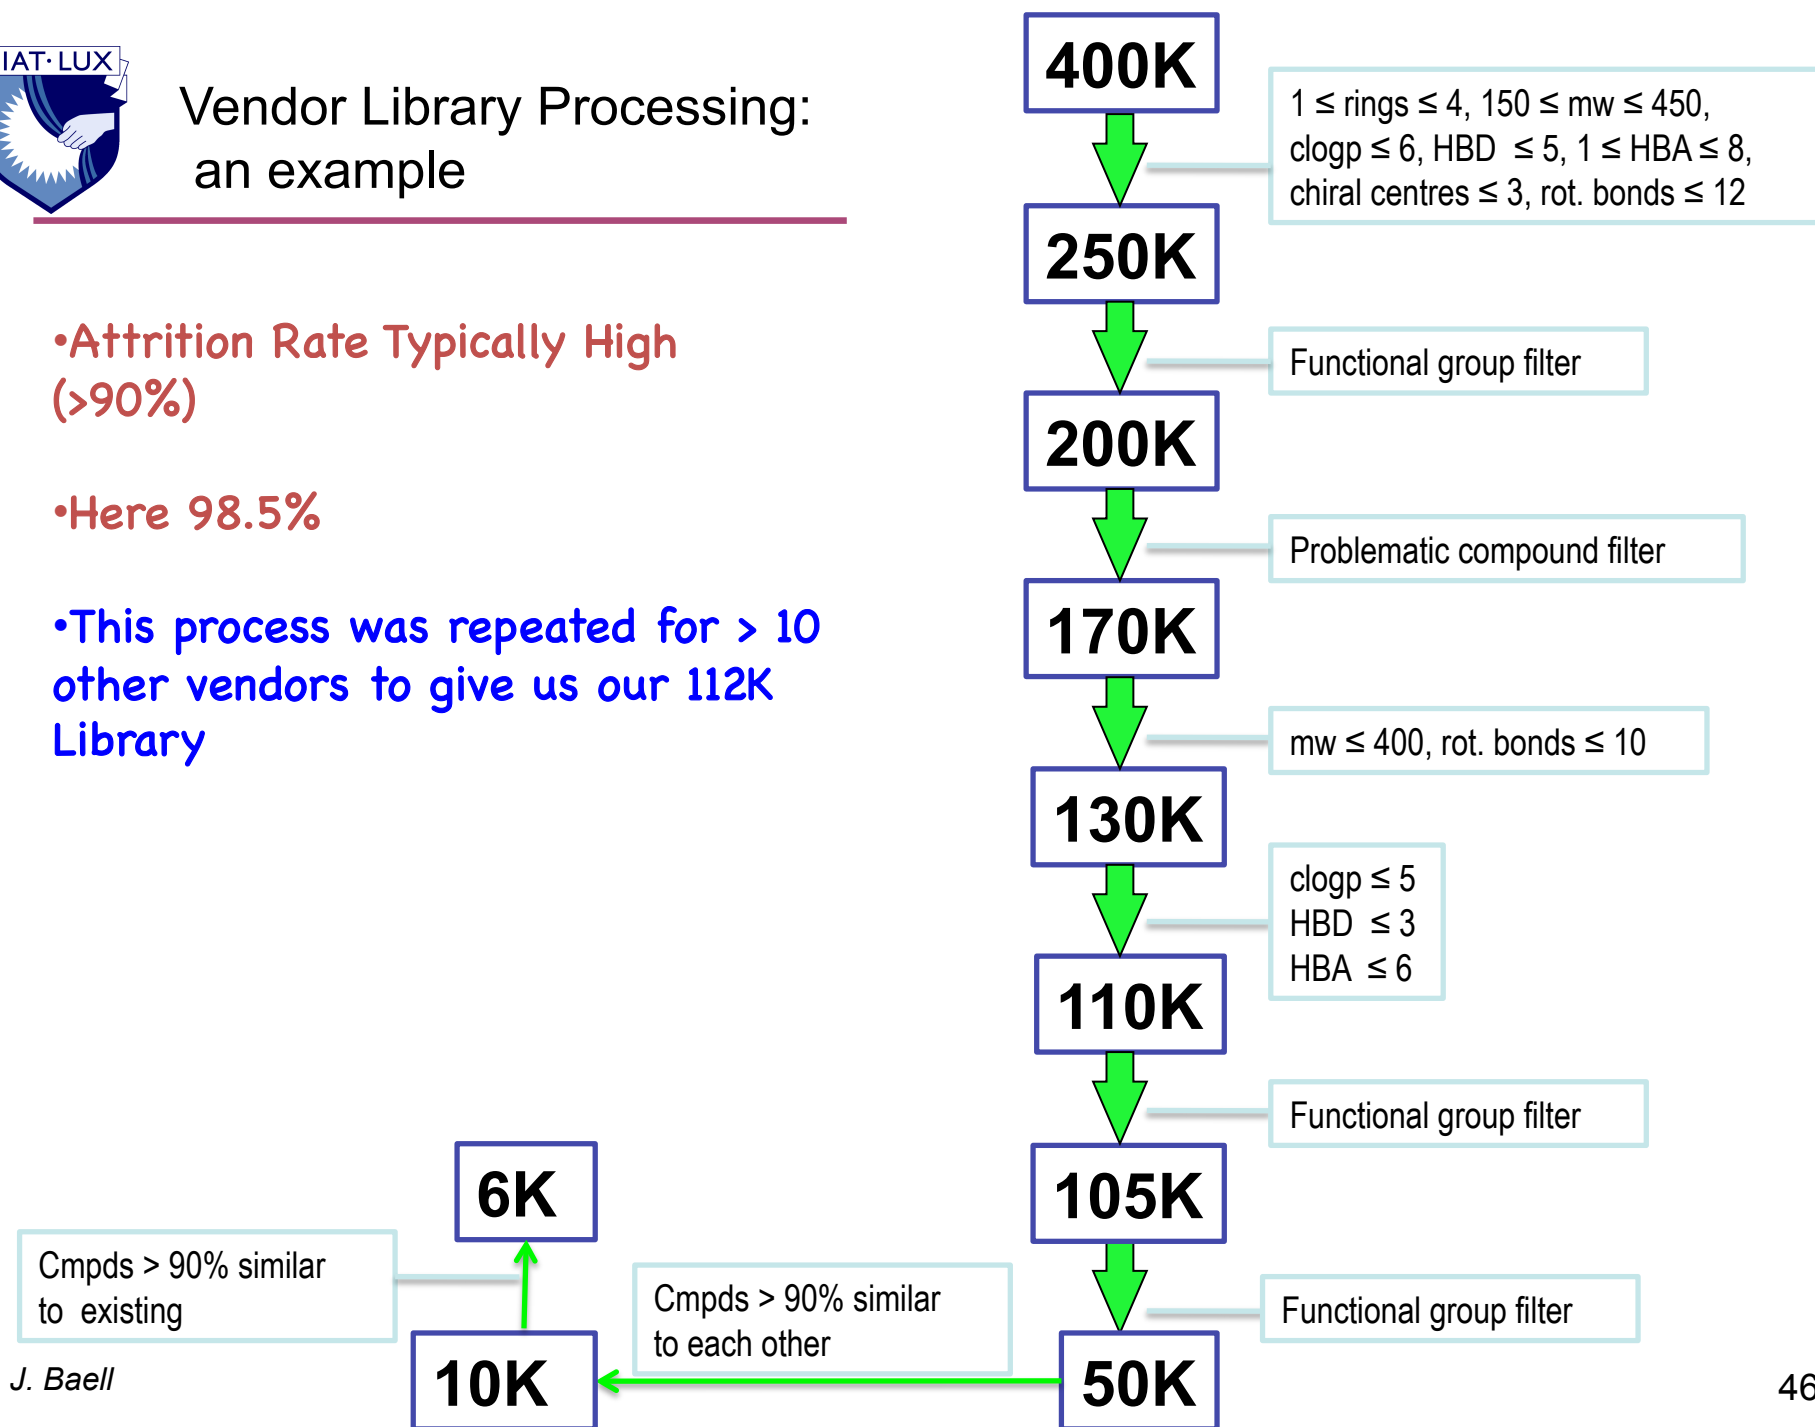 IAT·LUX
Vendor Library Processing:
an example
•Attrition Rate Typically High
(>90%)
•Here 98.5%
•This process was repeated for > 10
other vendors to give us our 112K
Library
400K
1 ≤ rings ≤ 4, 150 ≤ mw ≤ 450,
clogp ≤ 6, HBD ≤ 5, 1 ≤ HBA ≤ 8,
chiral centres ≤ 3, rot. bonds ≤ 12
250K
Functional group filter
200K
Problematic compound filter
170K
mw ≤ 400, rot. bonds ≤ 10
130K
clogp ≤ 5
HBD ≤ 3
HBA ≤ 6
110K
Functional group filter
105K
Functional group filter
50K
Cmpds > 90% similar
to each other
10K
Cmpds > 90% similar
to existing
6K
J. Baell
46